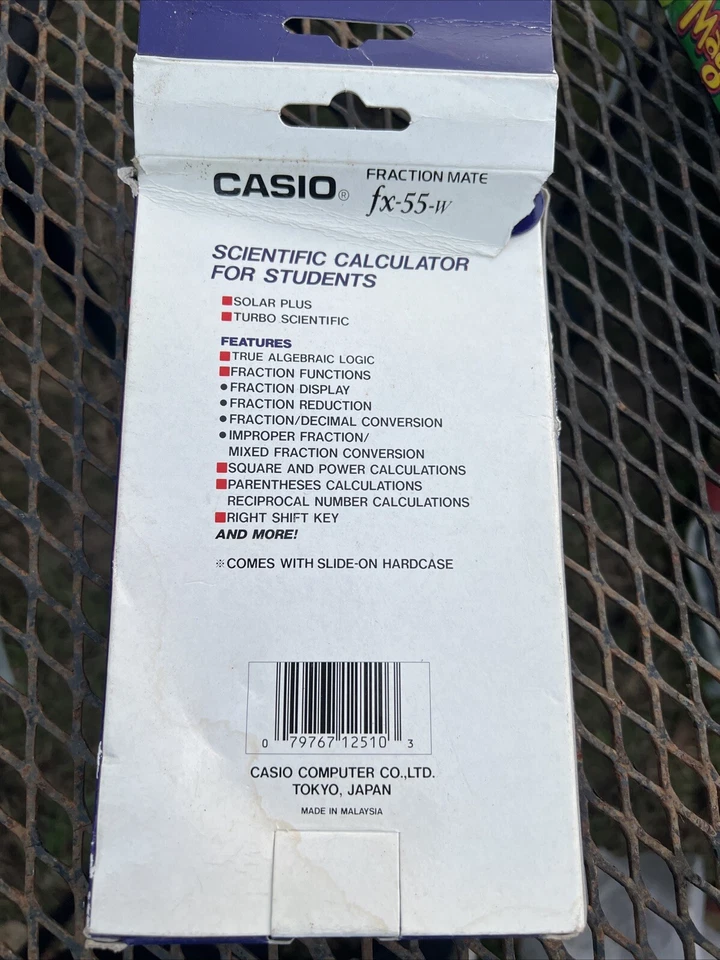 CASIO® FRACTION MATE
fx-55-W
SCIENTIFIC CALCULATOR
FOR STUDENTS
■SOLAR PLUS
■TURBO SCIENTIFIC
FEATURES
■TRUE ALGEBRAIC LOGIC
■FRACTION FUNCTIONS
●FRACTION DISPLAY
●FRACTION REDUCTION
●FRACTION/DECIMAL CONVERSION
●IMPROPER FRACTION/
MIXED FRACTION CONVERSION
■SQUARE AND POWER CALCULATIONS
■PARENTHESES CALCULATIONS
RECIPROCAL NUMBER CALCULATIONS
■RIGHT SHIFT KEY
AND MORE!
※COMES WITH SLIDE-ON HARDCASE
0 79767 12510 3
CASIO COMPUTER CO.,LTD.
TOKYO, JAPAN
MADE IN MALAYSIA